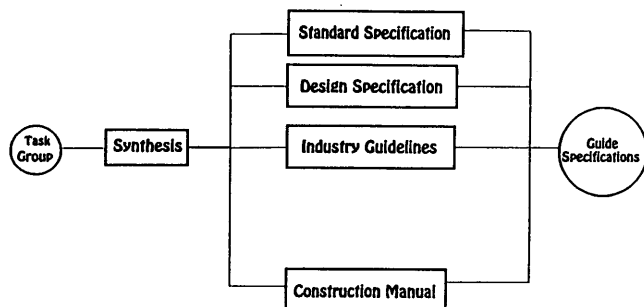 Standard Specification
Design Specification
Task
Group
Synthesis
Industry Guidelines
Guide
Specifications
Construction Manual